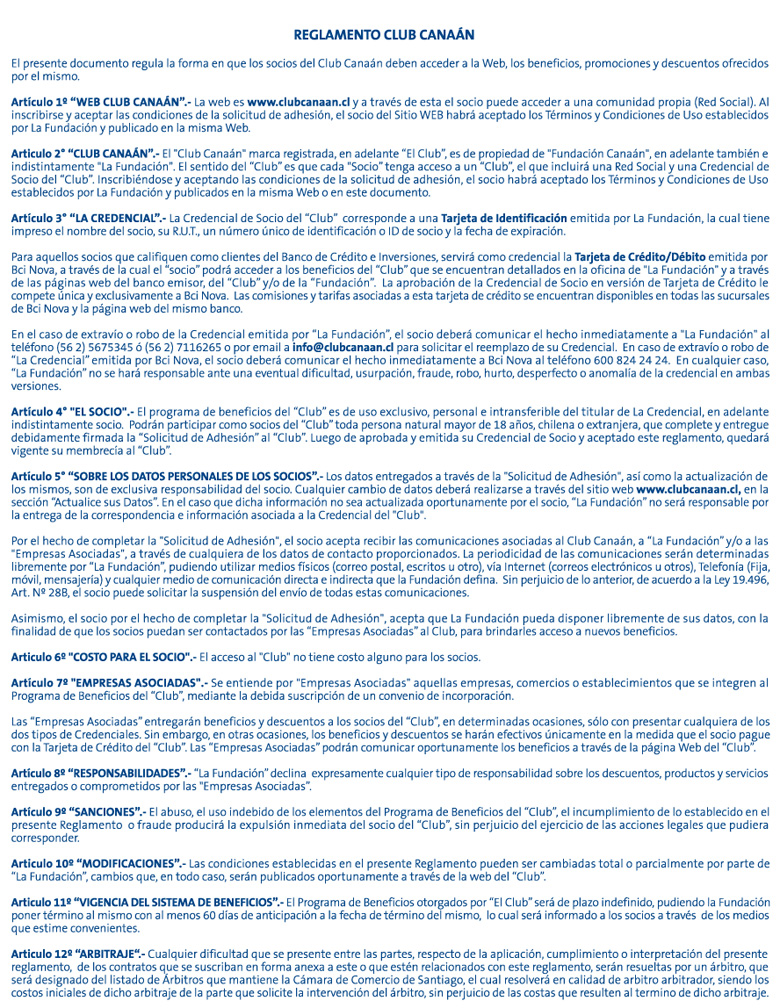 REGLAMENTO CLUB CANAÁN
El presente documento regula la forma en que los socios del Club Canaán deben acceder a la Web, los beneficios, promociones y descuentos ofrecidos
por el mismo.
Artículo 1º “WEB CLUB CANAÁN”.- La web es www.clubcanaan.cl y a través de esta el socio puede acceder a una comunidad propia (Red Social). Al
inscribirse y aceptar las condiciones de la solicitud de adhesión, el socio del Sitio WEB habrá aceptado los Términos y Condiciones de Uso establecidos
por La Fundación y publicado en la misma Web.
Articulo 2° “CLUB CANAÁN”.- El "Club Canaán" marca registrada, en adelante “El Club”, es de propiedad de "Fundación Canaán", en adelante también e
indistintamente "La Fundación". El sentido del “Club” es que cada "Socio” tenga acceso a un “Club”, el que incluirá una Red Social y una Credencial de
Socio del “Club”. Inscribiéndose y aceptando las condiciones de la solicitud de adhesión, el socio habrá aceptado los Términos y Condiciones de Uso
establecidos por La Fundación y publicados en la misma Web o en este documento.
Artículo 3° “LA CREDENCIAL”.- La Credencial de Socio del “Club” corresponde a una Tarjeta de Identificación emitida por La Fundación, la cual tiene
impreso el nombre del socio, su R.U.T., un número único de identificación o ID de socio y la fecha de expiración.
Para aquellos socios que califiquen como clientes del Banco de Crédito e Inversiones, servirá como credencial la Tarjeta de Crédito/Débito emitida por
Bci Nova, a través de la cual el “socio” podrá acceder a los beneficios del “Club” que se encuentran detallados en la oficina de "La Fundación" y a través
de las páginas web del banco emisor, del “Club” y/o de la “Fundación”. La aprobación de la Credencial de Socio en versión de Tarjeta de Crédito le
compete única y exclusivamente a Bci Nova. Las comisiones y tarifas asociadas a esta tarjeta de crédito se encuentran disponibles en todas las sucursales
de Bci Nova y la página web del mismo banco.
En el caso de extravío o robo de la Credencial emitida por “La Fundación”, el socio deberá comunicar el hecho inmediatamente a "La Fundación" al
teléfono (56 2) 5675345 ó (56 2) 7116265 o por email a info@clubcanaan.cl para solicitar el reemplazo de su Credencial. En caso de extravío o robo de
“La Credencial” emitida por Bci Nova, el socio deberá comunicar el hecho inmediatamente a Bci Nova al teléfono 600 824 24 24. En cualquier caso,
“La Fundación” no se hará responsable ante una eventual dificultad, usurpación, fraude, robo, hurto, desperfecto o anomalía de la credencial en ambas
versiones.
Artículo 4° "EL SOCIO".- El programa de beneficios del “Club” es de uso exclusivo, personal e intransferible del titular de La Credencial, en adelante
indistintamente socio. Podrán participar como socios del “Club” toda persona natural mayor de 18 años, chilena o extranjera, que complete y entregue
debidamente firmada la “Solicitud de Adhesión” al “Club”. Luego de aprobada y emitida su Credencial de Socio y aceptado este reglamento, quedará
vigente su membrecía al “Club”.
Artículo 5° “SOBRE LOS DATOS PERSONALES DE LOS SOCIOS”.- Los datos entregados a través de la "Solicitud de Adhesión", así como la actualización de
los mismos, son de exclusiva responsabilidad del socio. Cualquier cambio de datos deberá realizarse a través del sitio web www.clubcanaan.cl, en la
sección “Actualice sus Datos”. En el caso que dicha información no sea actualizada oportunamente por el socio, “La Fundación” no será responsable por
la entrega de la correspondencia e información asociada a la Credencial del "Club".
Por el hecho de completar la "Solicitud de Adhesión", el socio acepta recibir las comunicaciones asociadas al Club Canaán, a “La Fundación” y/o a las
"Empresas Asociadas", a través de cualquiera de los datos de contacto proporcionados. La periodicidad de las comunicaciones serán determinadas
libremente por “La Fundación”, pudiendo utilizar medios físicos (correo postal, escritos u otro), vía Internet (correos electrónicos u otros), Telefonía (Fija,
móvil, mensajería) y cualquier medio de comunicación directa e indirecta que la Fundación defina. Sin perjuicio de lo anterior, de acuerdo a la Ley 19.496,
Art. Nº 28B, el socio puede solicitar la suspensión del envío de todas estas comunicaciones.
Asimismo, el socio por el hecho de completar la "Solicitud de Adhesión", acepta que La Fundación pueda disponer libremente de sus datos, con la
finalidad de que los socios puedan ser contactados por las “Empresas Asociadas” al Club, para brindarles acceso a nuevos beneficios.
Artículo 6º "COSTO PARA EL SOCIO".- El acceso al "Club" no tiene costo alguno para los socios.
Artículo 7º "EMPRESAS ASOCIADAS".- Se entiende por "Empresas Asociadas" aquellas empresas, comercios o establecimientos que se integren al
Programa de Beneficios del “Club”, mediante la debida suscripción de un convenio de incorporación.
Las “Empresas Asociadas” entregarán beneficios y descuentos a los socios del “Club”, en determinadas ocasiones, sólo con presentar cualquiera de los
dos tipos de Credenciales. Sin embargo, en otras ocasiones, los beneficios y descuentos se harán efectivos únicamente en la medida que el socio pague
con la Tarjeta de Crédito del “Club”. Las “Empresas Asociadas” podrán comunicar oportunamente los beneficios a través de la página Web del “Club”.
Artículo 8º “RESPONSABILIDADES”.- “La Fundación” declina expresamente cualquier tipo de responsabilidad sobre los descuentos, productos y servicios
entregados o comprometidos por las "Empresas Asociadas”.
Artículo 9º “SANCIONES”.- El abuso, el uso indebido de los elementos del Programa de Beneficios del “Club”, el incumplimiento de lo establecido en el
presente Reglamento o fraude producirá la expulsión inmediata del socio del “Club”, sin perjuicio del ejercicio de las acciones legales que pudiera
corresponder.
Articulo 10º “MODIFICACIONES”.- Las condiciones establecidas en el presente Reglamento pueden ser cambiadas total o parcialmente por parte de
“La Fundación”, cambios que, en todo caso, serán publicados oportunamente a través de la web del “Club”.
Articulo 11º “VIGENCIA DEL SISTEMA DE BENEFICIOS”.- El Programa de Beneficios otorgados por "El Club” será de plazo indefinido, pudiendo la Fundación
poner término al mismo con al menos 60 días de anticipación a la fecha de término del mismo, lo cual será informado a los socios a través de los medios
que estime convenientes.
Articulo 12º “ARBITRAJE“.- Cualquier dificultad que se presente entre las partes, respecto de la aplicación, cumplimiento o interpretación del presente
reglamento, de los contratos que se suscriban en forma anexa a este o que estén relacionados con este reglamento, serán resueltas por un árbitro, que
será designado del listado de Árbitros que mantiene la Cámara de Comercio de Santiago, el cual resolverá en calidad de arbitro arbitrador, siendo los
costos iniciales de dicho arbitraje de la parte que solicite la intervención del árbitro, sin perjuicio de las costas que resulten al termino de dicho arbitraje.